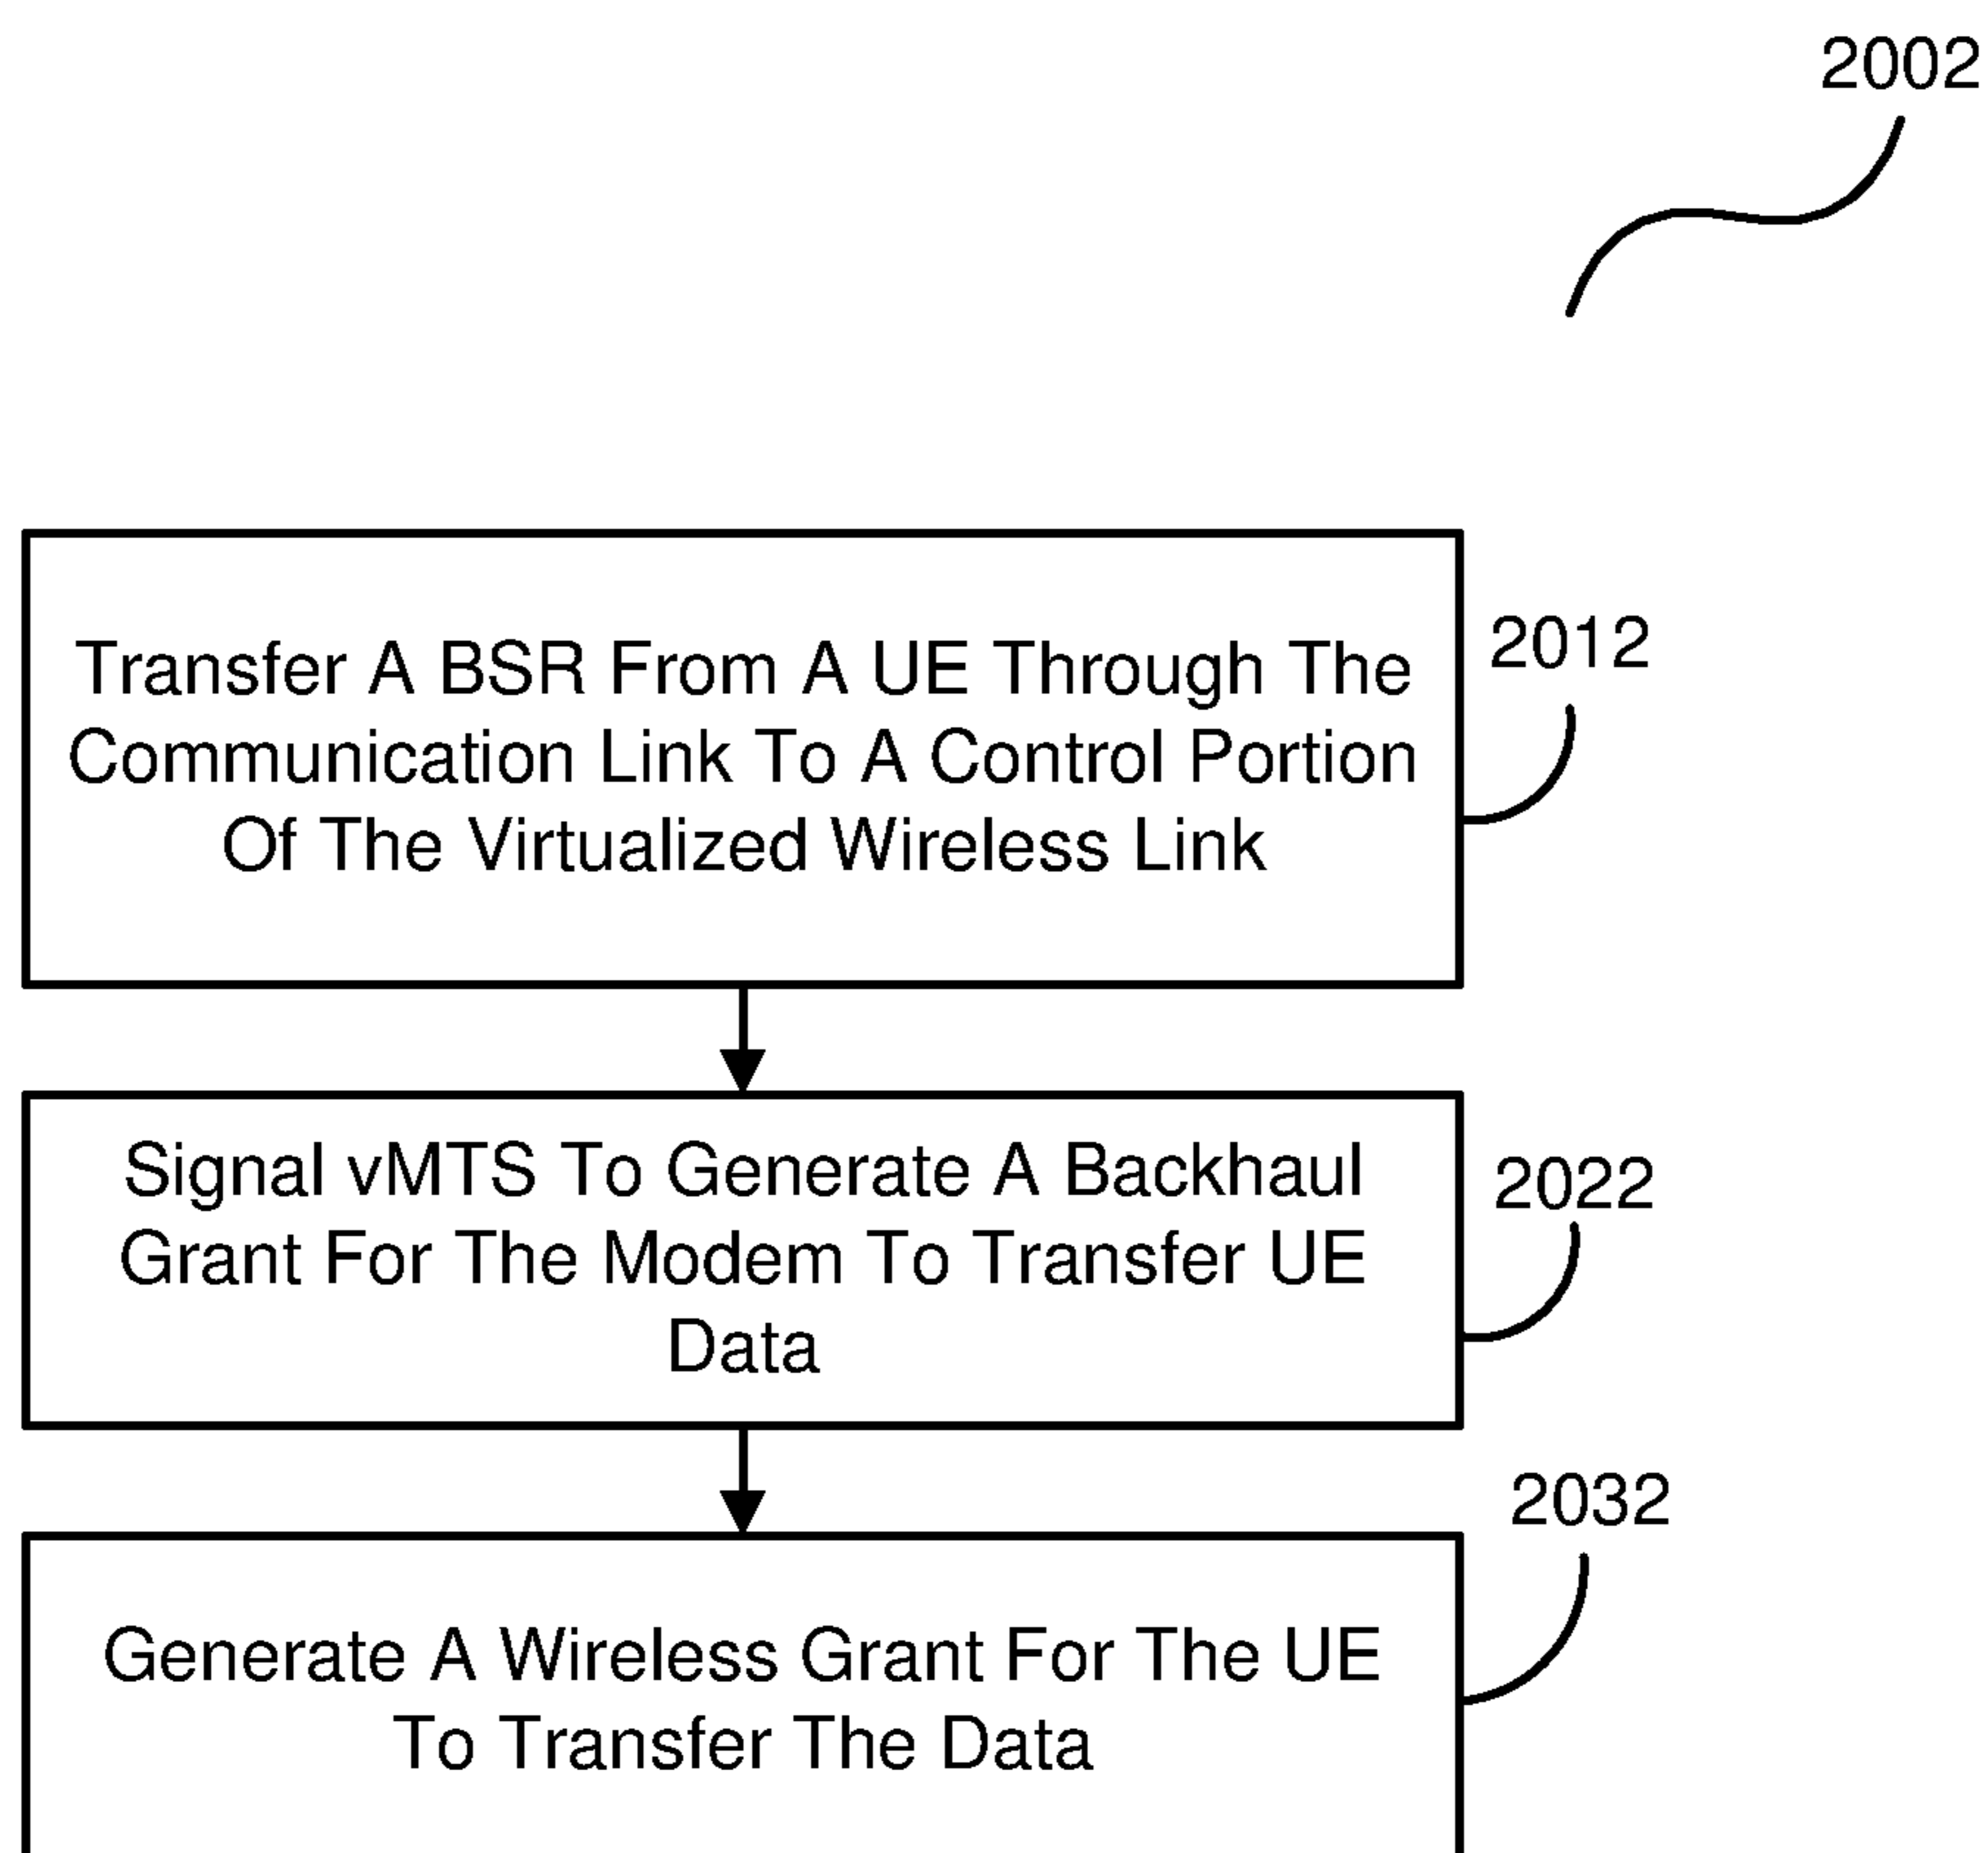 2002
Transfer A BSR From A UE Through The
Communication Link To A Control Portion
Of The Virtualized Wireless Link
2012
Signal vMTS To Generate A Backhaul
Grant For The Modem To Transfer UE
Data
2022
2032
Generate A Wireless Grant For The UE
To Transfer The Data